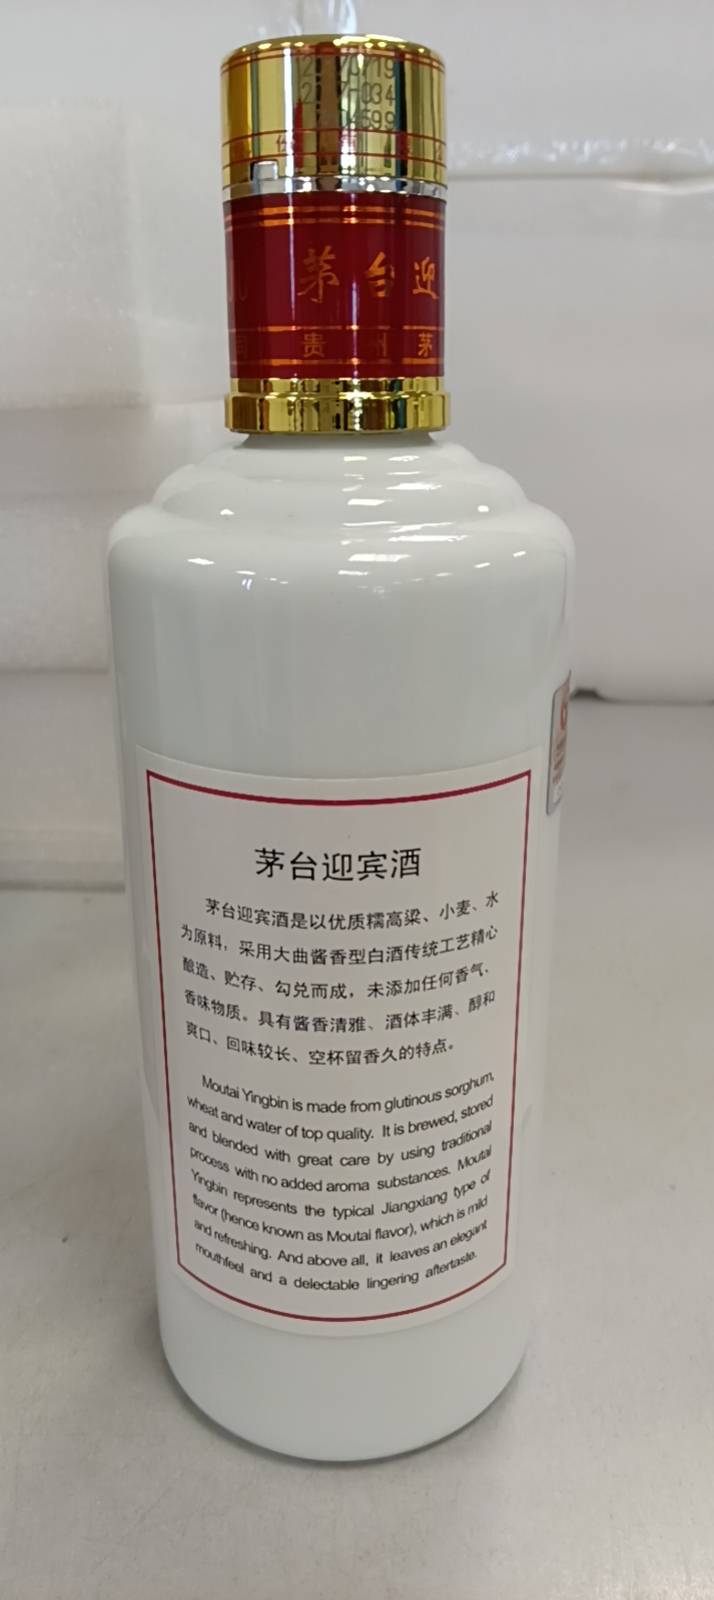 茅台迎
贵州茅
茅台迎宾酒
茅台迎宾酒是以优质糯高粱、小麦、水
为原料，采用大曲酱香型白酒传统工艺精心
酿造、贮存、勾兑而成，未添加任何香气、
香味物质。具有酱香清雅、酒体丰满、醇和
爽口、回味较长、空杯留香久的特点。
Moutai Yingbin is made from glutinous sorghum,
wheat and water of top quality. It is brewed, stored
and blended with great care by using traditional
process with no added aroma substances. Moutai
Yingbin represents the typical Jiangxiang type of
flavor (hence known as Moutai flavor), which is mild
and refreshing. And above all, it leaves an elegant
mouthfeel and a delectable lingering aftertaste.